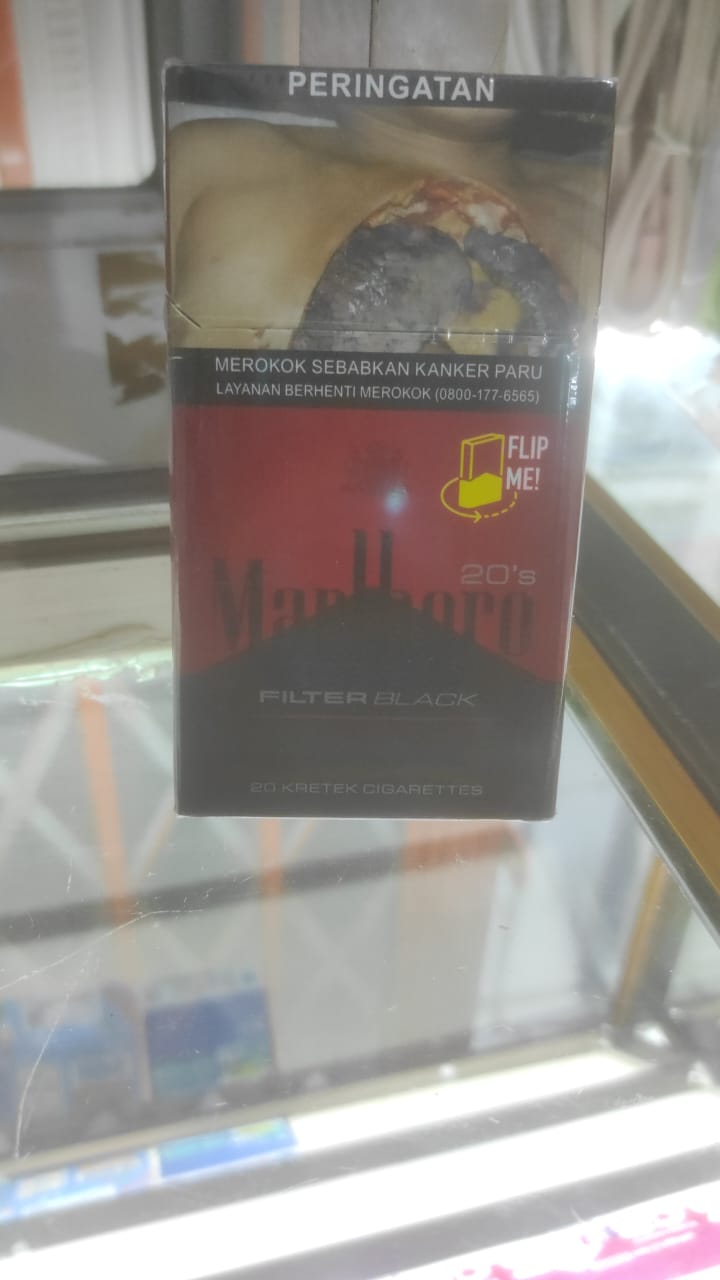 PERINGATAN
MEROKOK SEBABKAN KANKER PARU
LAYANAN BERHENTI MEROKOK (0800-177-6565)
FLIP
ME!
20's
Marlboro
FILTER BLACK
20 KRETEK CIGARETTES